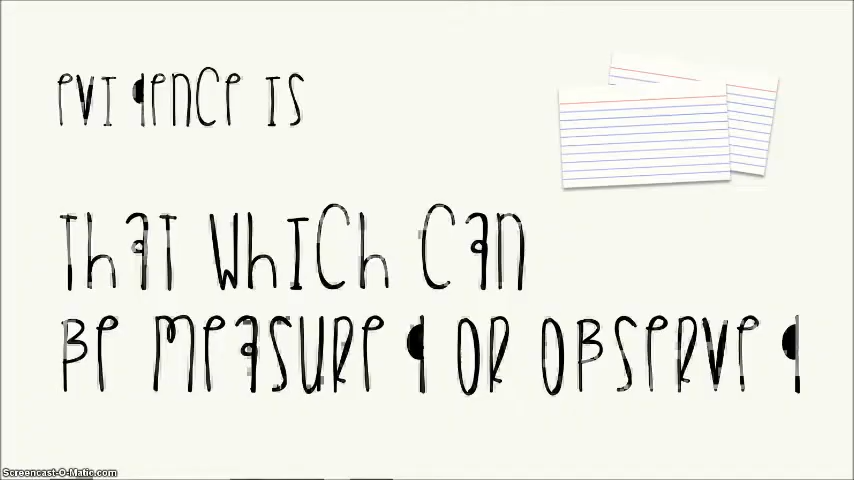 evidence is
that which can
be measured or observed
Screencast-O-Matic.com